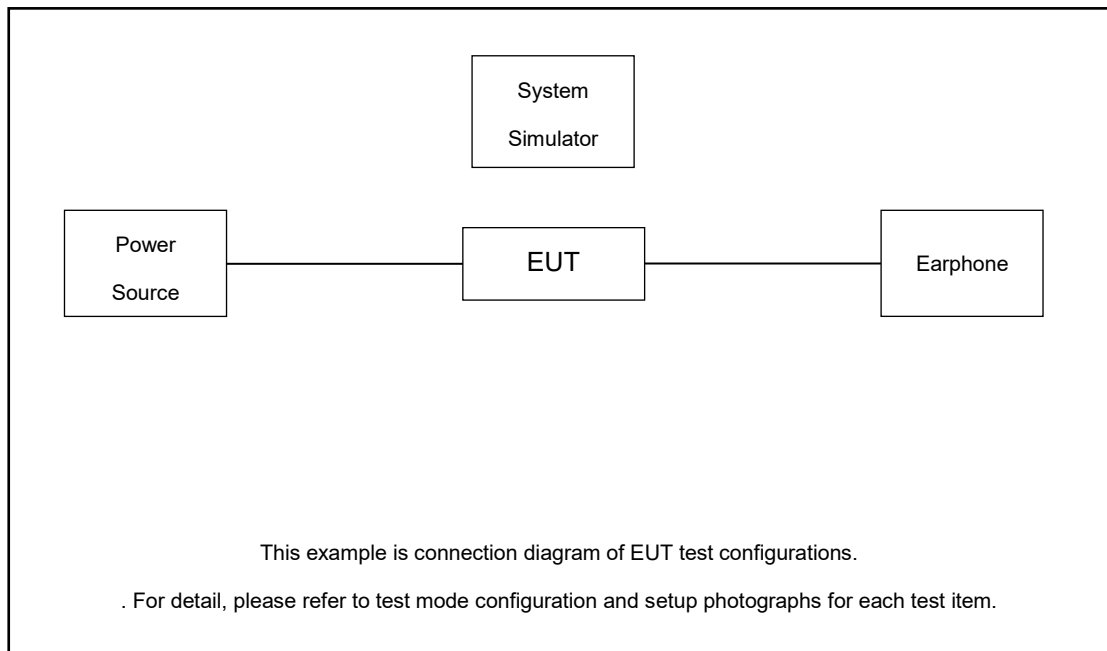 System
Simulator
Power
Source
EUT
Earphone
This example is connection diagram of EUT test configurations.
. For detail, please refer to test mode configuration and setup photographs for each test item.